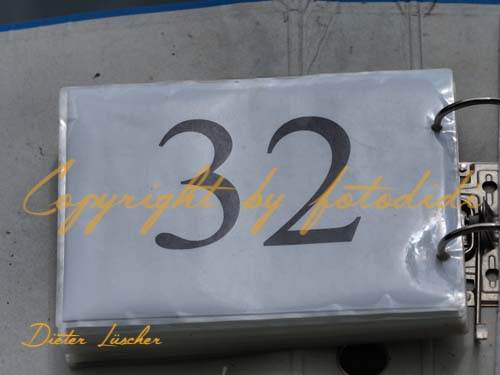 32
Copyright by fotodido
Dieter Lüscher